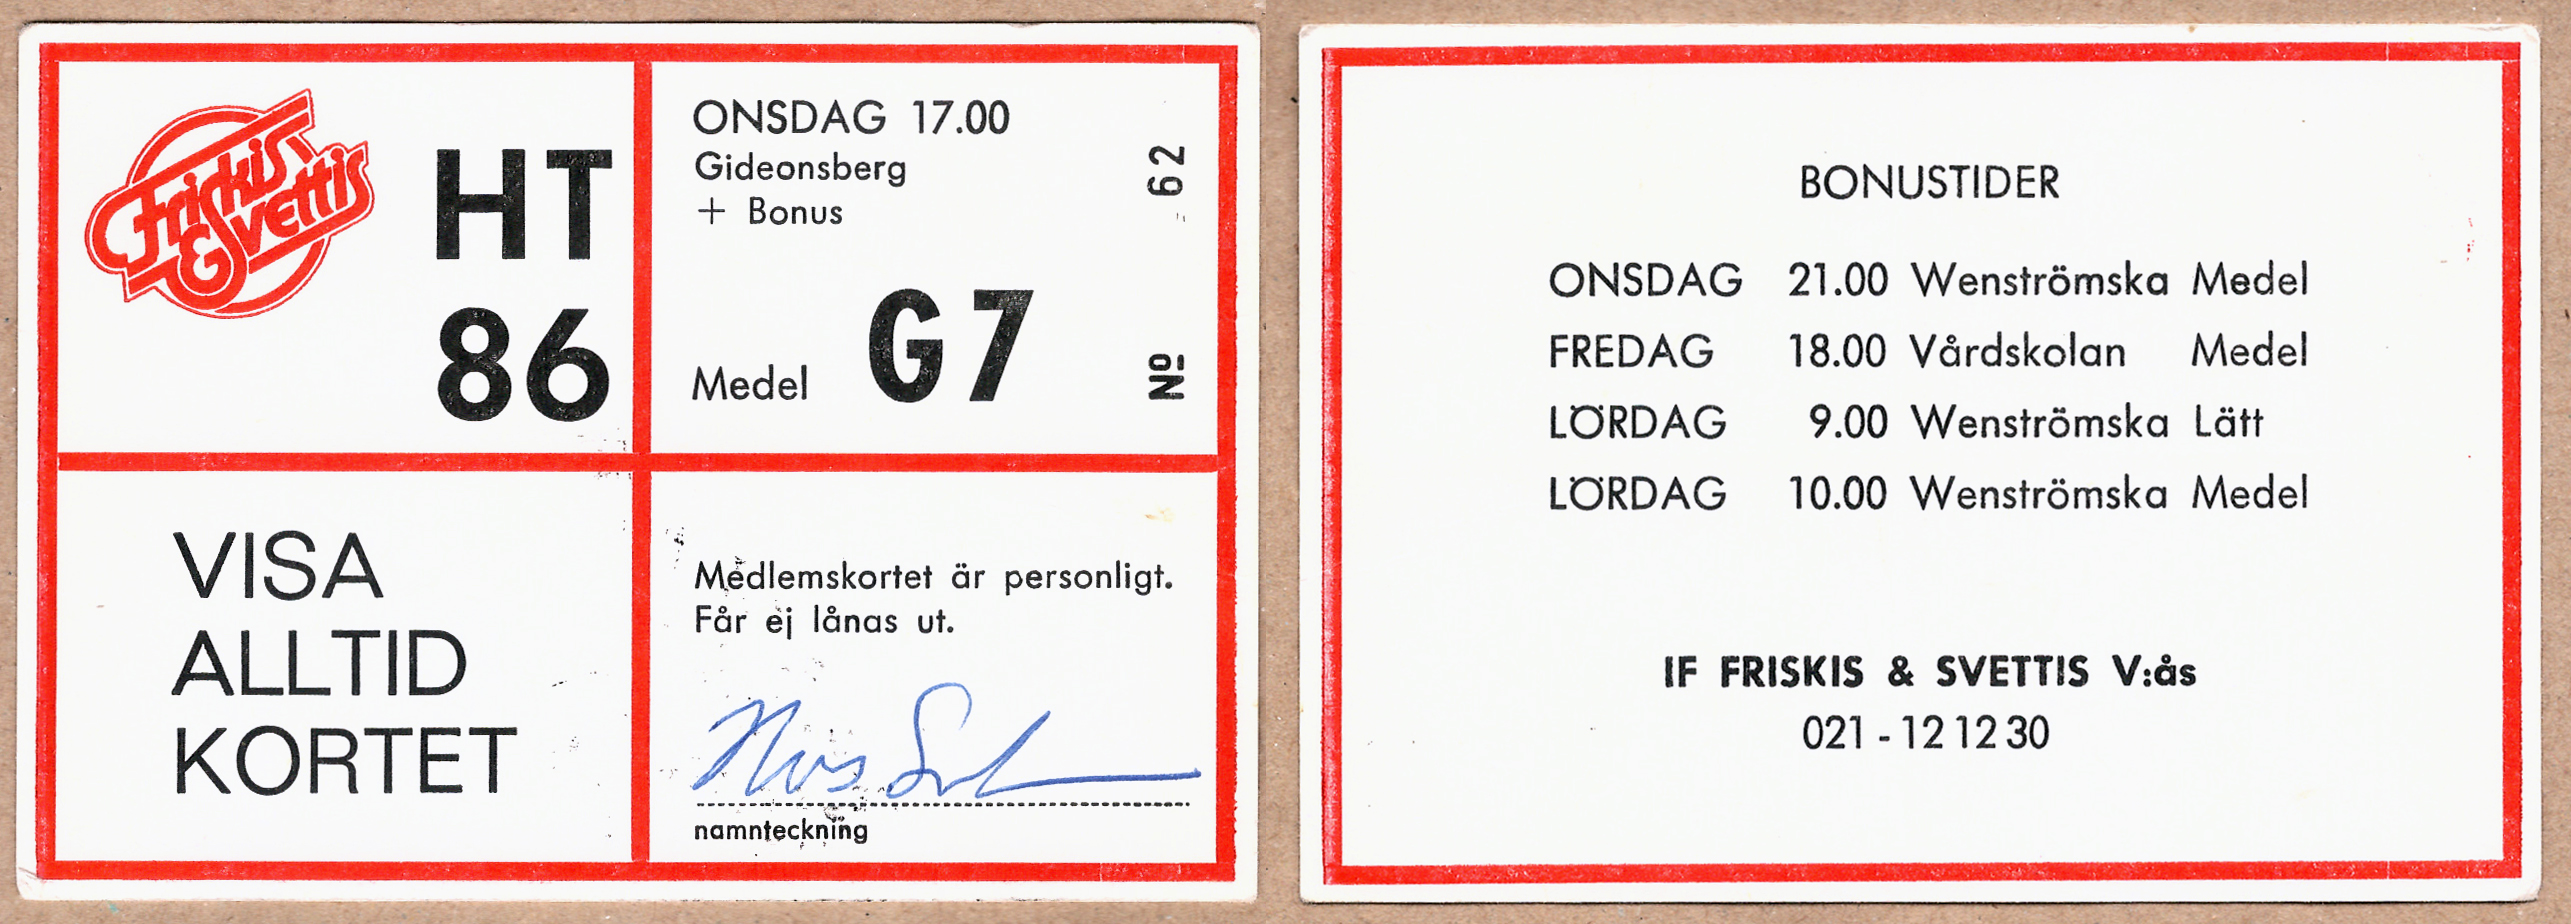 Friskis
& Svettis
HT
86
ONSDAG 17.00
Gideonsberg
+ Bonus
Medel G7
Nº 62
VISA
ALLTID
KORTET
Medlemskortet är personligt.
Får ej lånas ut.
namnteckning
BONUSTIDER
ONSDAG 21.00 Wenströmska Medel
FREDAG 18.00 Vårdskolan Medel
LÖRDAG 9.00 Wenströmska Lätt
LÖRDAG 10.00 Wenströmska Medel
IF FRISKIS & SVETTIS V:ås
021 - 12 12 30